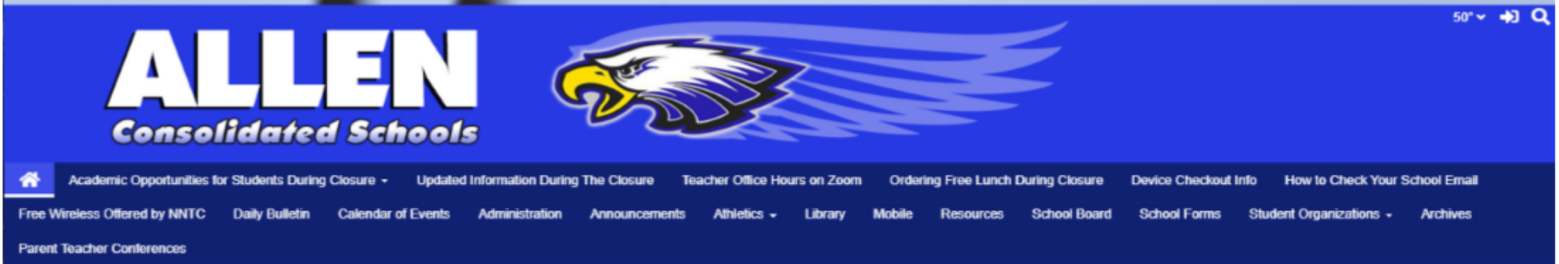 50°
ALLEN
Consolidated Schools
Academic Opportunities for Students During Closure Updated Information During The Closure Teacher Office Hours on Zoom Ordering Free Lunch During Closure Device Checkout Info How to Check Your School Email
Free Wireless Offered by NNTC Daily Bulletin Calendar of Events Administration Announcements Athletics Library Mobile Resources School Board School Forms Student Organizations Archives
Parent Teacher Conferences